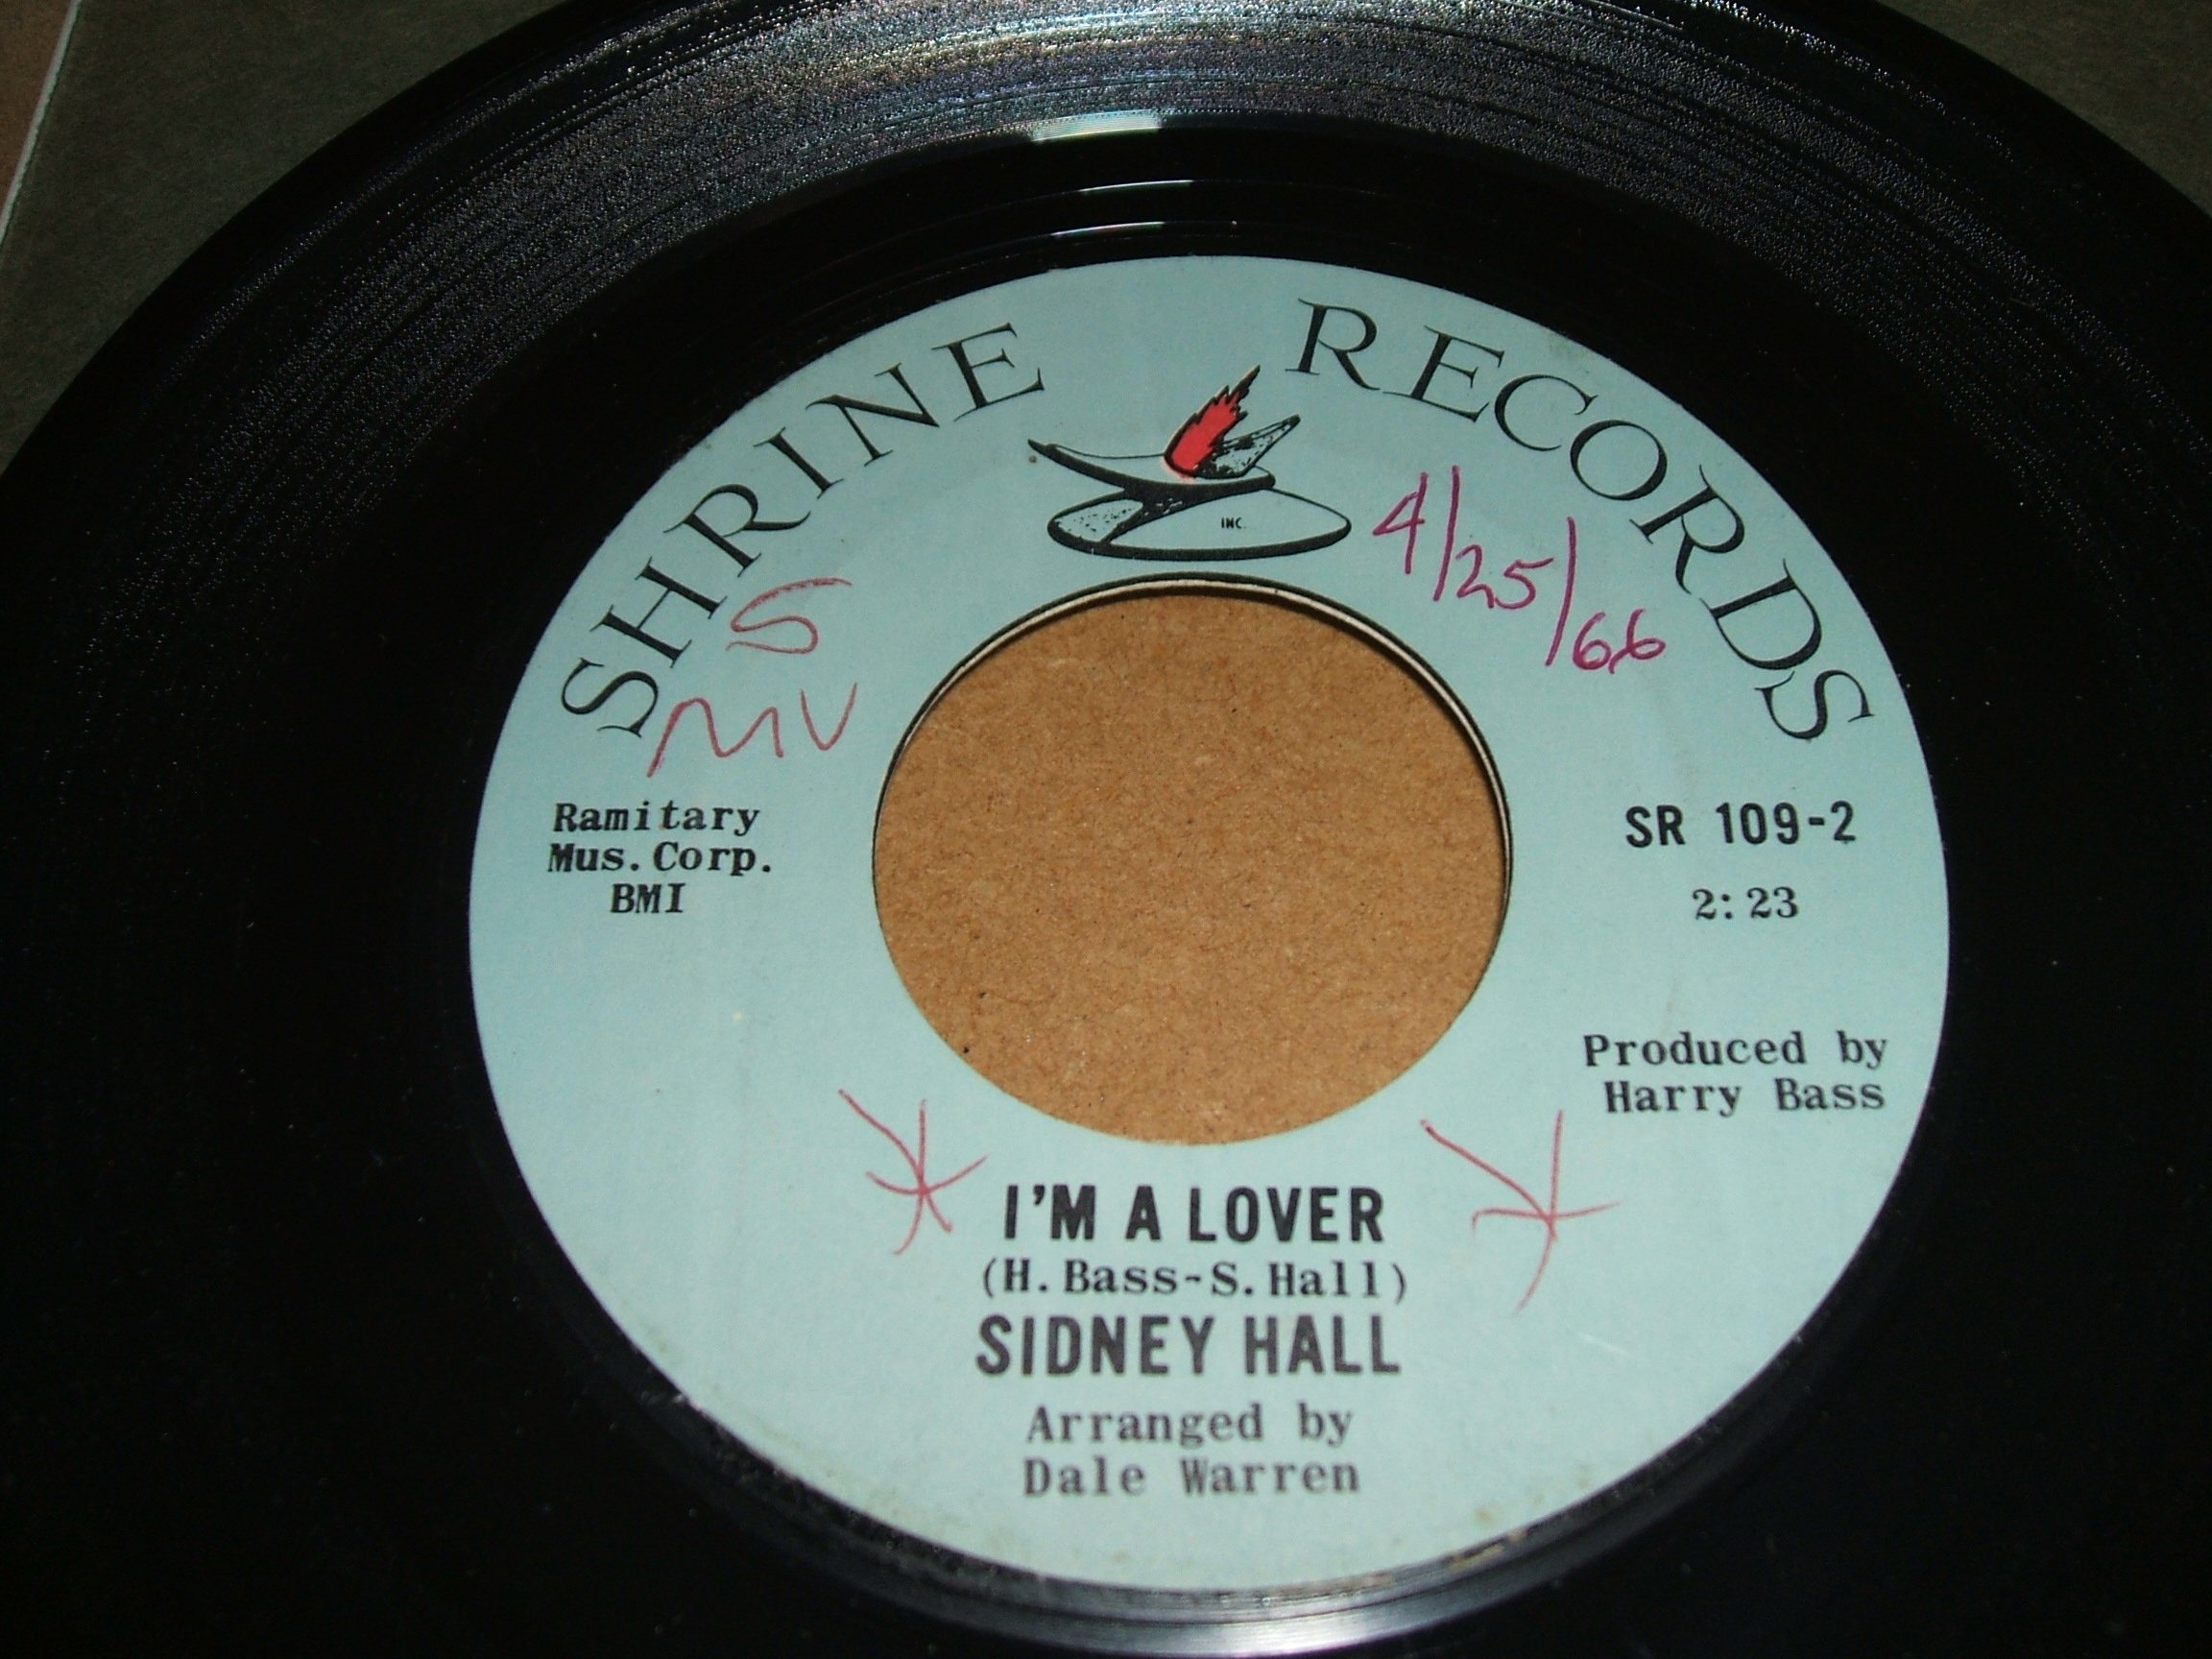 SHRINE RECORDS
INC.
4/25/66
S
MV
Ramitary
Mus. Corp.
BMI
SR 109-2
2:23
Produced by
Harry Bass
I'M A LOVER
(H. Bass-S. Hall)
SIDNEY HALL
Arranged by
Dale Warren